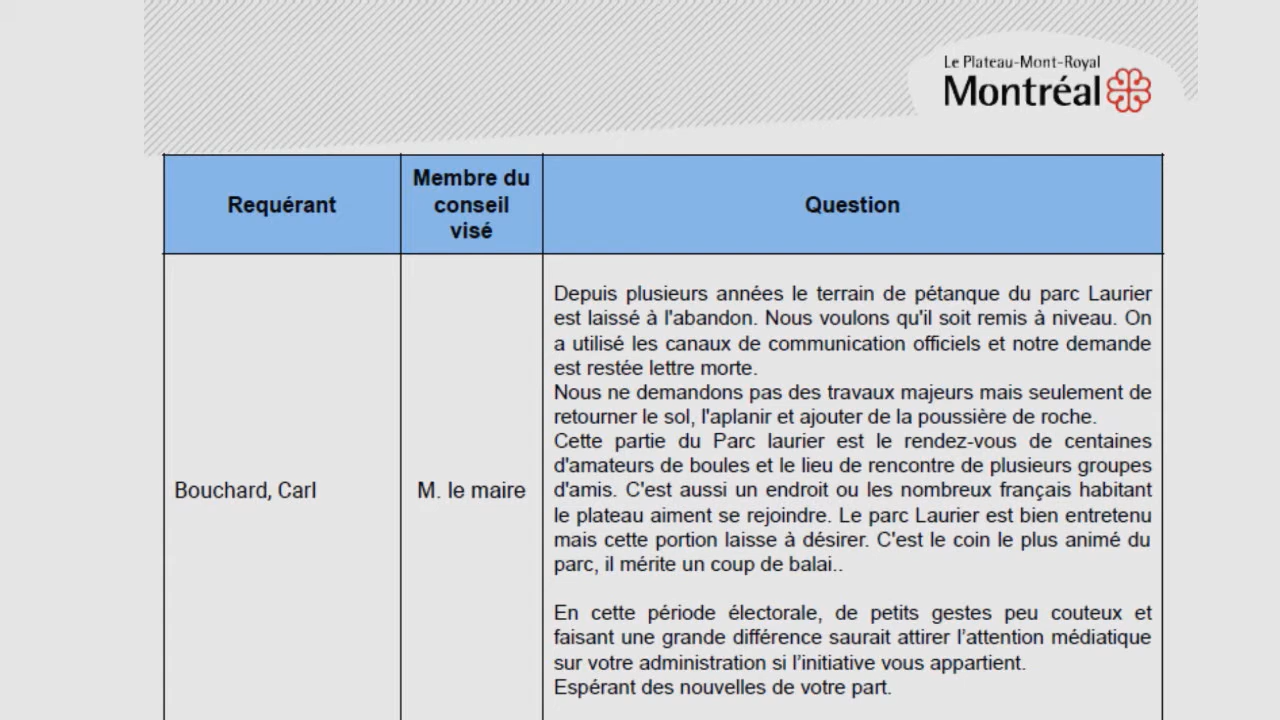 Le Plateau-Mont-Royal
Montréal
Requérant
Membre du
conseil
visé
Question
Bouchard, Carl
M. le maire
Depuis plusieurs années le terrain de pétanque du parc Laurier
est laissé à l'abandon. Nous voulons qu'il soit remis à niveau. On
a utilisé les canaux de communication officiels et notre demande
est restée lettre morte.
Nous ne demandons pas des travaux majeurs mais seulement de
retourner le sol, l'aplanir et ajouter de la poussière de roche.
Cette partie du Parc laurier est le rendez-vous de centaines
d'amateurs de boules et le lieu de rencontre de plusieurs groupes
d'amis. C'est aussi un endroit ou les nombreux français habitant
le plateau aiment se rejoindre. Le parc Laurier est bien entretenu
mais cette portion laisse à désirer. C'est le coin le plus animé du
parc, il mérite un coup de balai..
En cette période électorale, de petits gestes peu couteux et
faisant une grande différence saurait attirer l’attention médiatique
sur votre administration si l’initiative vous appartient.
Espérant des nouvelles de votre part.